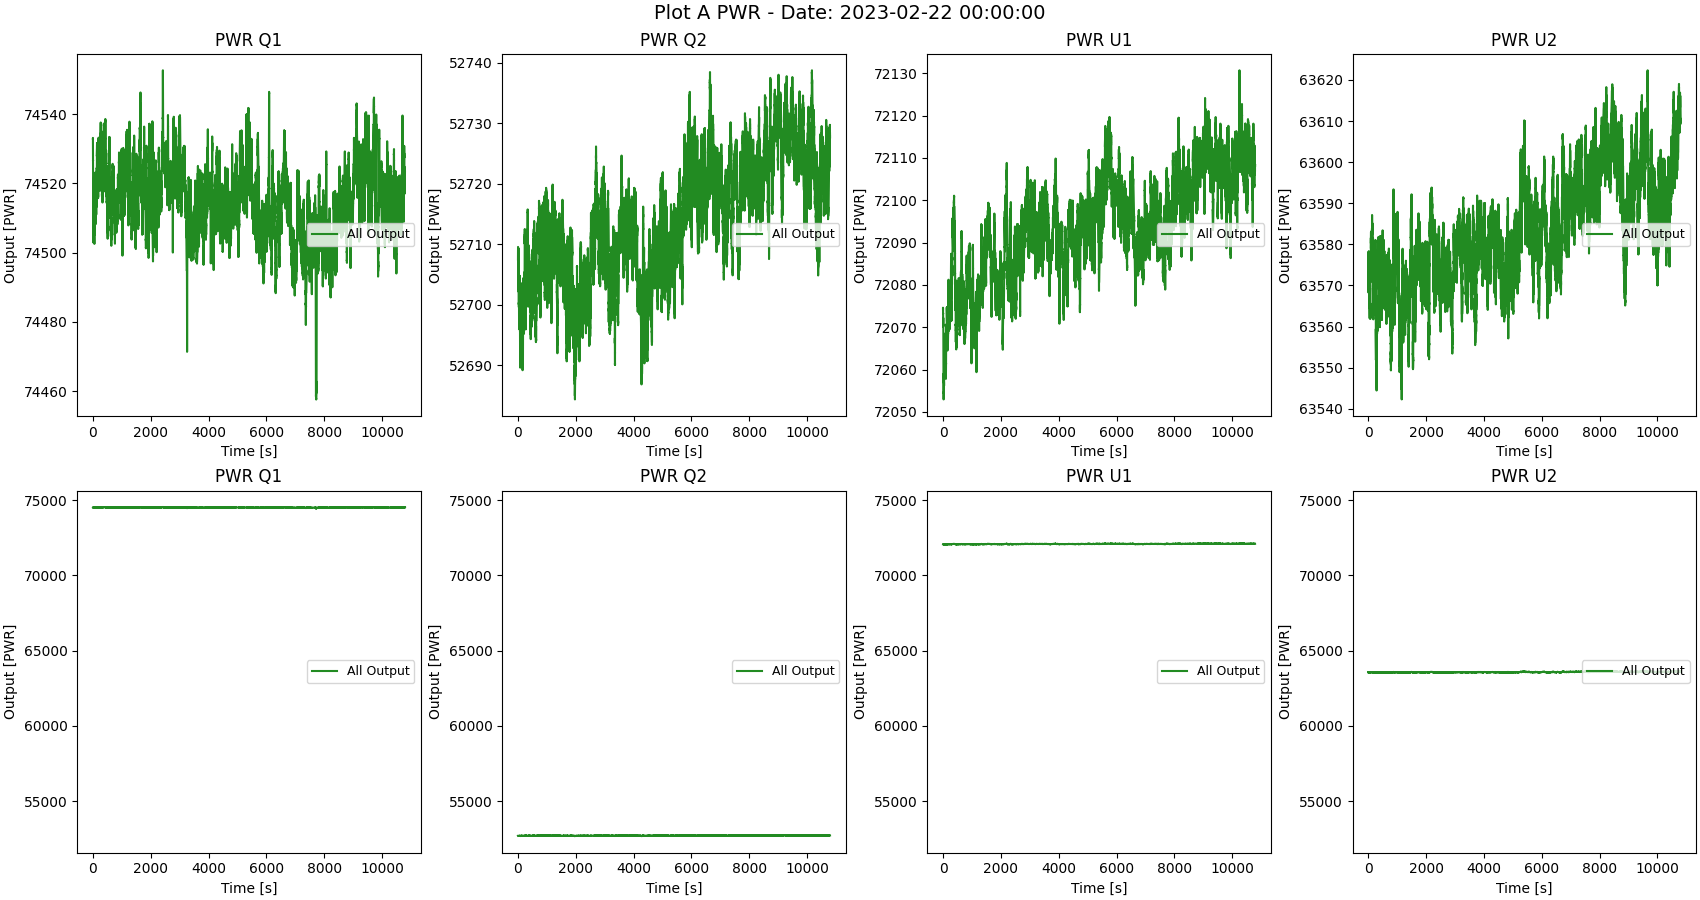 Plot A PWR - Date: 2023-02-22 00:00:00
PWR Q1
PWR Q2
PWR U1
PWR U2
Output [PWR]
74540
74520
74500
74480
74460
All Output
0 2000 4000 6000 8000 10000
Time [s]
Output [PWR]
52740
52730
52720
52710
52700
52690
All Output
0 2000 4000 6000 8000 10000
Time [s]
Output [PWR]
72130
72120
72110
72100
72090
72080
72070
72060
72050
All Output
0 2000 4000 6000 8000 10000
Time [s]
Output [PWR]
63620
63610
63600
63590
63580
63570
63560
63550
63540
All Output
0 2000 4000 6000 8000 10000
Time [s]
PWR Q1
PWR Q2
PWR U1
PWR U2
Output [PWR]
75000
70000
65000
60000
55000
All Output
0 2000 4000 6000 8000 10000
Time [s]
Output [PWR]
75000
70000
65000
60000
55000
All Output
0 2000 4000 6000 8000 10000
Time [s]
Output [PWR]
75000
70000
65000
60000
55000
All Output
0 2000 4000 6000 8000 10000
Time [s]
Output [PWR]
75000
70000
65000
60000
55000
All Output
0 2000 4000 6000 8000 10000
Time [s]